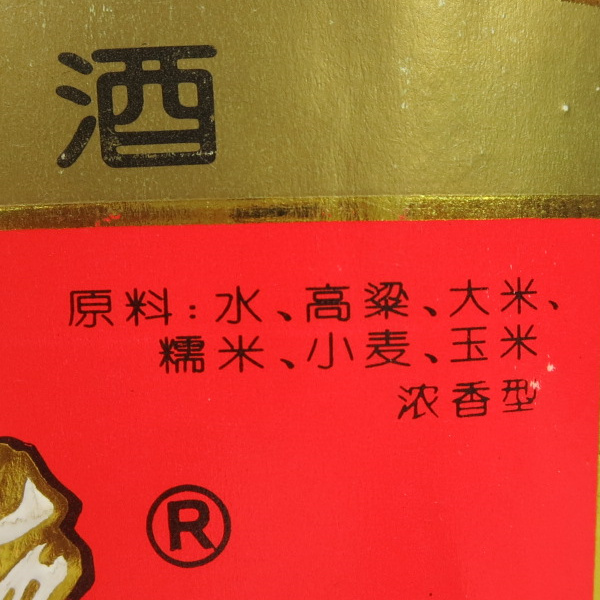 酒
原料:水、高粱、大米、
糯米、小麦、玉米
浓香型
®